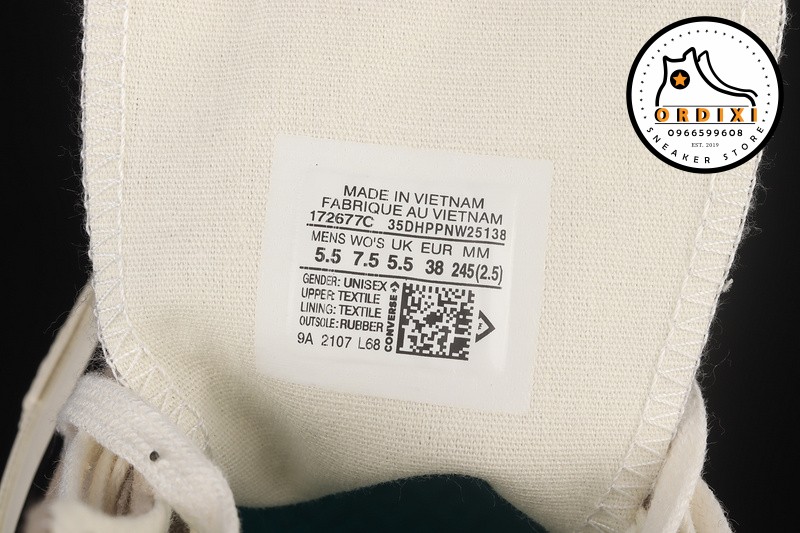 ORDIXI
0966599608
EST, 2019
SNEAKER STORE
MADE IN VIETNAM
FABRIQUE AU VIETNAM
172677C 35DHPPNW25138
MENS WO'S UK EUR MM
5.5 7.5 5.5 38 245(2.5)
GENDER: UNISEX
UPPER: TEXTILE
LINING: TEXTILE
OUTSOLE: RUBBER
CONVERSE
9A 2107 L68